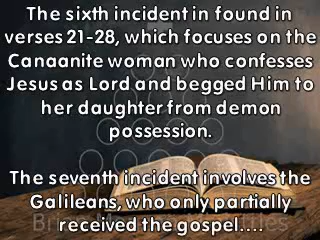 The sixth incident in found in
verses 21-28, which focuses on the
Canaanite woman who confesses
Jesus as Lord and begged Him to
her daughter from demon
possession.
The seventh incident involves the
Galileans, who only partially
received the gospel....